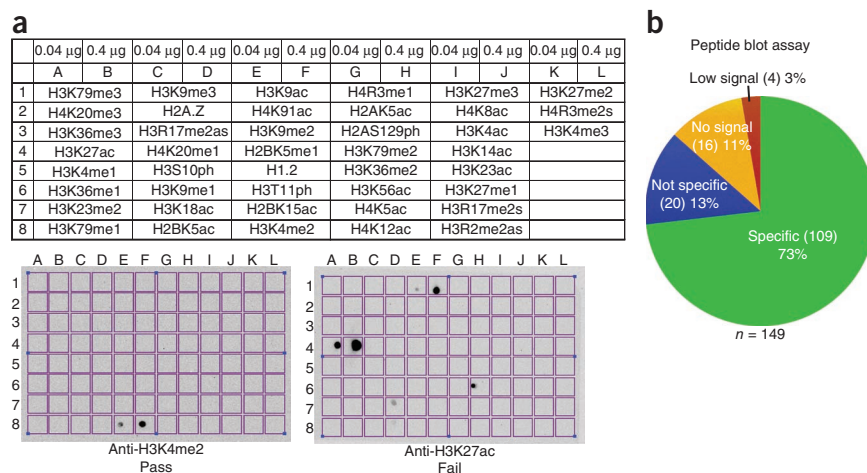 a
0.04 µg 0.4 µg 0.04 µg 0.4 µg 0.04 µg 0.4 µg 0.04 µg 0.4 µg 0.04 µg 0.4 µg 0.04 µg 0.4 µg
A B C D E F G H I J K L
1 H3K79me3 H3K9me3 H3K9ac H4R3me1 H3K27me3 H3K27me2
2 H4K20me3 H2A.Z H4K91ac H2AK5ac H4K8ac H4R3me2s
3 H3K36me3 H3R17me2as H3K9me2 H2AS129ph H3K4ac H3K4me3
4 H3K27ac H4K20me1 H2BK5me1 H3K79me2 H3K14ac
5 H3K4me1 H3S10ph H1.2 H3K36me2 H3K23ac
6 H3K36me1 H3K9me1 H3T11ph H3K56ac H3K27me1
7 H3K23me2 H3K18ac H2BK15ac H4K5ac H3R17me2s
8 H3K79me1 H2BK5ac H3K4me2 H4K12ac H3R2me2as
A B C D E F G H I J K L
1
2
3
4
5
6
7
8
Anti-H3K4me2
Pass
A B C D E F G H I J K L
1
2
3
4
5
6
7
8
Anti-H3K27ac
Fail
b
Peptide blot assay
Low signal (4) 3%
No signal
(16) 11%
Not specific
(20) 13%
Specific (109)
73%
n = 149